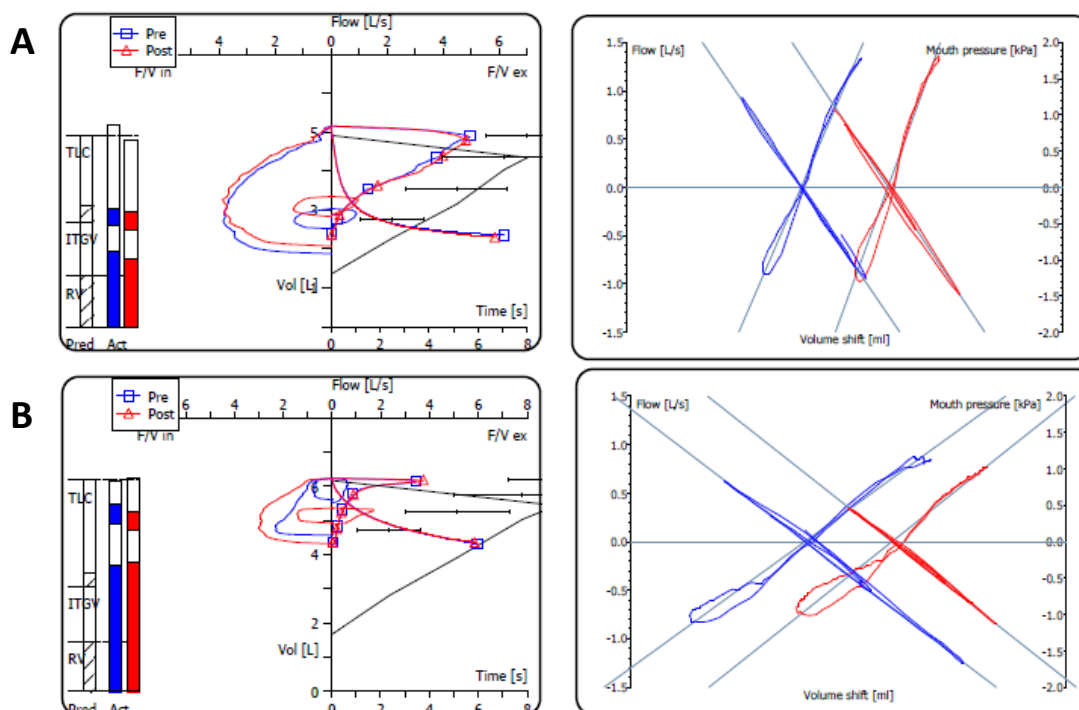 A
Flow [L/s]
Pre
Post
4 2 0 2 4 6
F/V in
F/V ex
TLC
ITGV
RV
Pred Act
5
3
Vol [L]
Time [s]
0 2 4 6 8
Flow [L/s]
Mouth pressure [kPa]
1.5
1.0
0.5
0.0
-0.5
-1.0
-1.5
2.0
1.5
1.0
0.5
0.0
-0.5
-1.0
-1.5
-2.0
Volume shift [ml]
B
Flow [L/s]
Pre
Post
6 4 2 0 2 4 6
F/V in
F/V ex
TLC
ITGV
RV
Pred Act
6
4
2
0
Vol [L]
Time [s]
0 2 4 6 8
Flow [L/s]
Mouth pressure [kPa]
1.5
1.0
0.5
0.0
-0.5
-1.0
-1.5
2.0
1.5
1.0
0.5
0.0
-0.5
-1.0
-1.5
-2.0
Volume shift [ml]